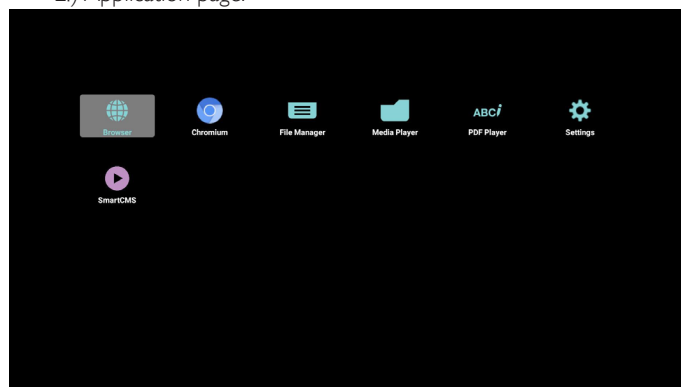 2.) Application page:
Browser Chromium File Manager Media Player ABCi PDF Player Settings
SmartCMS